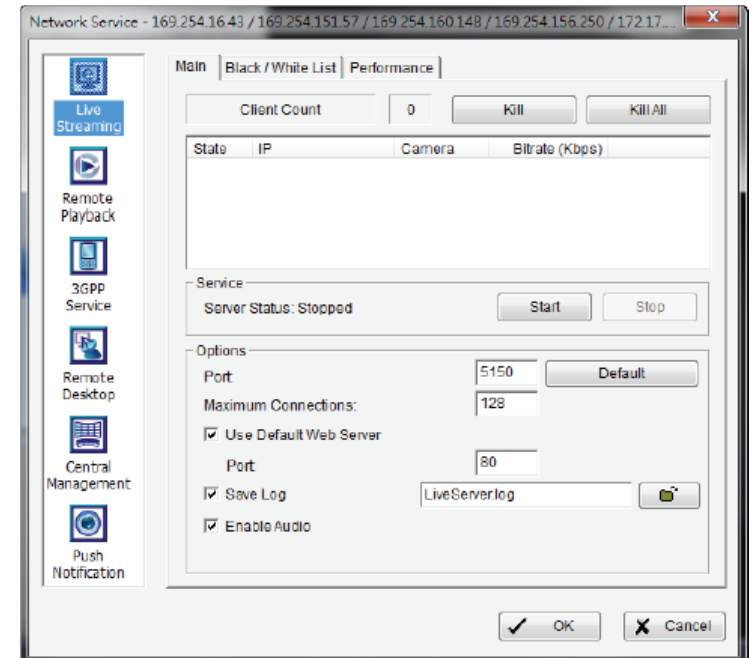 Network Service - 169.254.16.43 / 169.254.151.57 / 169.254.160.148 / 169.254.156.250 / 172.17....
Live
Streaming
Remote
Playback
3GPP
Service
Remote
Desktop
Central
Management
Push
Notification
Main Black / White List Performance
Client Count 0 Kill Kill All
State IP Camera Bitrate (Kbps)
Service
Server Status: Stopped Start Stop
Options
Port 5150 Default
Maximum Connections: 128
Use Default Web Server
Port 80
Save Log LiveServer.log
Enable Audio
OK Cancel